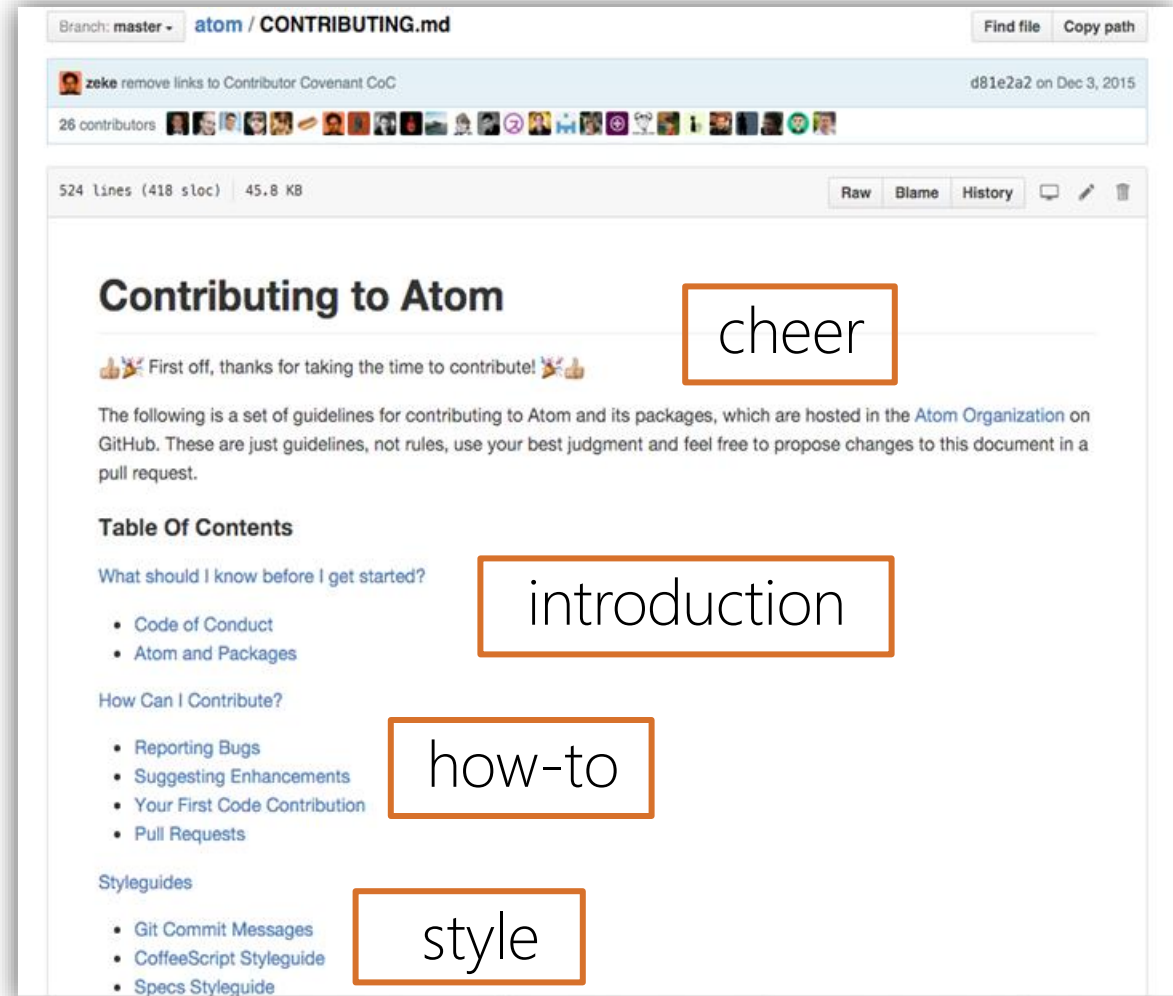 Branch: master atom / CONTRIBUTING.md Find file Copy path
zeke remove links to Contributor Covenant CoC d81e2a2 on Dec 3, 2015
26 contributors
524 lines (418 sloc) 45.8 KB Raw Blame History
Contributing to Atom
cheer
👍🎉 First off, thanks for taking the time to contribute! 🎉👍
The following is a set of guidelines for contributing to Atom and its packages, which are hosted in the Atom Organization on
GitHub. These are just guidelines, not rules, use your best judgment and feel free to propose changes to this document in a
pull request.
Table Of Contents
What should I know before I get started?
introduction
• Code of Conduct
• Atom and Packages
How Can I Contribute?
how-to
• Reporting Bugs
• Suggesting Enhancements
• Your First Code Contribution
• Pull Requests
Styleguides
style
• Git Commit Messages
• CoffeeScript Styleguide
• Specs Styleguide